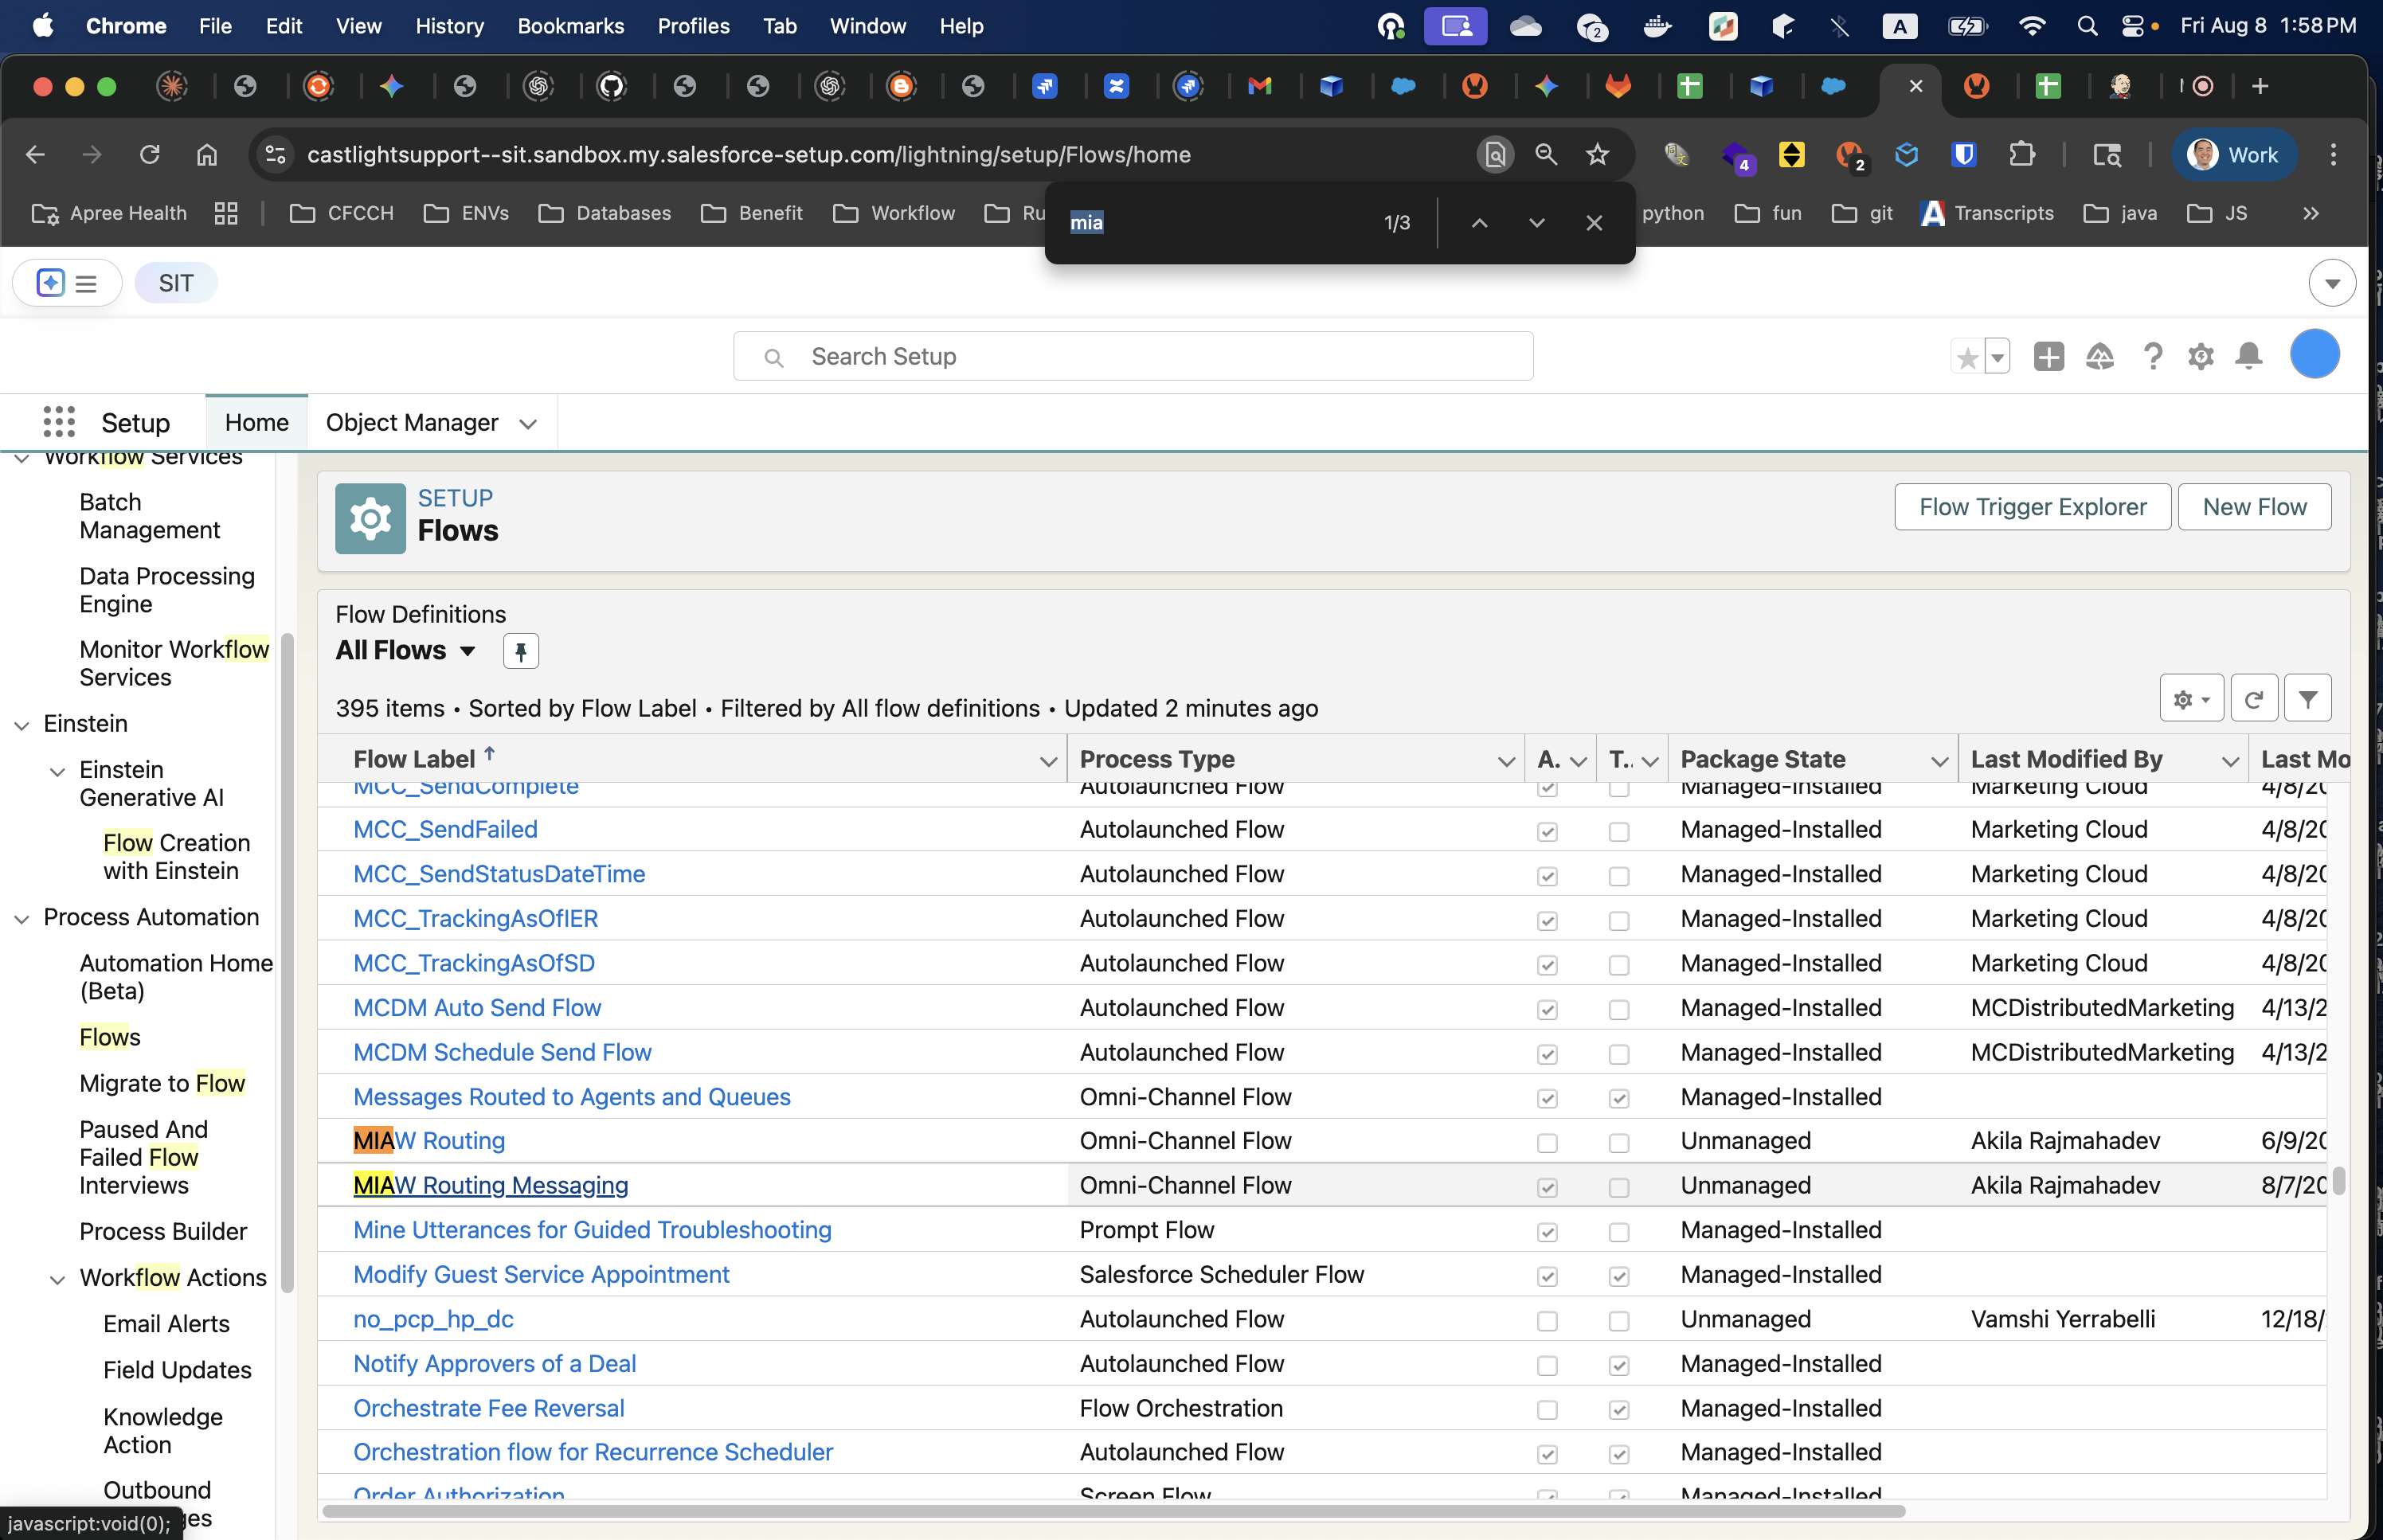 Chrome File Edit View History Bookmarks Profiles Tab Window Help 2 A Fri Aug 8 1:58 PM
castlightsupport--sit.sandbox.my.salesforce-setup.com/lightning/setup/Flows/home 4 2 Work
Apree Health CFCCH ENVs Databases Benefit Workflow Ru python fun git Transcripts java JS »
mia 1/3
SIT
Search Setup
Setup Home Object Manager
Workflow Services
Batch
Management
Data Processing
Engine
Monitor Workflow
Services
Einstein
Einstein
Generative AI
Flow Creation
with Einstein
Process Automation
Automation Home
(Beta)
Flows
Migrate to Flow
Paused And
Failed Flow
Interviews
Process Builder
Workflow Actions
Email Alerts
Field Updates
Knowledge
Action
Outbound
ges
javascript:void(0);
SETUP
Flows
Flow Trigger Explorer New Flow
Flow Definitions
All Flows
395 items • Sorted by Flow Label • Filtered by All flow definitions • Updated 2 minutes ago
Flow Label ↑ Process Type A. T.. Package State Last Modified By Last Mo
MCC_SendComplete Autolaunched Flow Managed-Installed Marketing Cloud 4/8/20
MCC_SendFailed Autolaunched Flow Managed-Installed Marketing Cloud 4/8/20
MCC_SendStatusDateTime Autolaunched Flow Managed-Installed Marketing Cloud 4/8/20
MCC_TrackingAsOfIER Autolaunched Flow Managed-Installed Marketing Cloud 4/8/20
MCC_TrackingAsOfSD Autolaunched Flow Managed-Installed Marketing Cloud 4/8/20
MCDM Auto Send Flow Autolaunched Flow Managed-Installed MCDistributedMarketing 4/13/2
MCDM Schedule Send Flow Autolaunched Flow Managed-Installed MCDistributedMarketing 4/13/2
Messages Routed to Agents and Queues Omni-Channel Flow Managed-Installed
MIAW Routing Omni-Channel Flow Unmanaged Akila Rajmahadev 6/9/20
MIAW Routing Messaging Omni-Channel Flow Unmanaged Akila Rajmahadev 8/7/20
Mine Utterances for Guided Troubleshooting Prompt Flow Managed-Installed
Modify Guest Service Appointment Salesforce Scheduler Flow Managed-Installed
no_pcp_hp_dc Autolaunched Flow Unmanaged Vamshi Yerrabelli 12/18/
Notify Approvers of a Deal Autolaunched Flow Managed-Installed
Orchestrate Fee Reversal Flow Orchestration Managed-Installed
Orchestration flow for Recurrence Scheduler Autolaunched Flow Managed-Installed
Order Authorization Screen Flow Managed-Installed